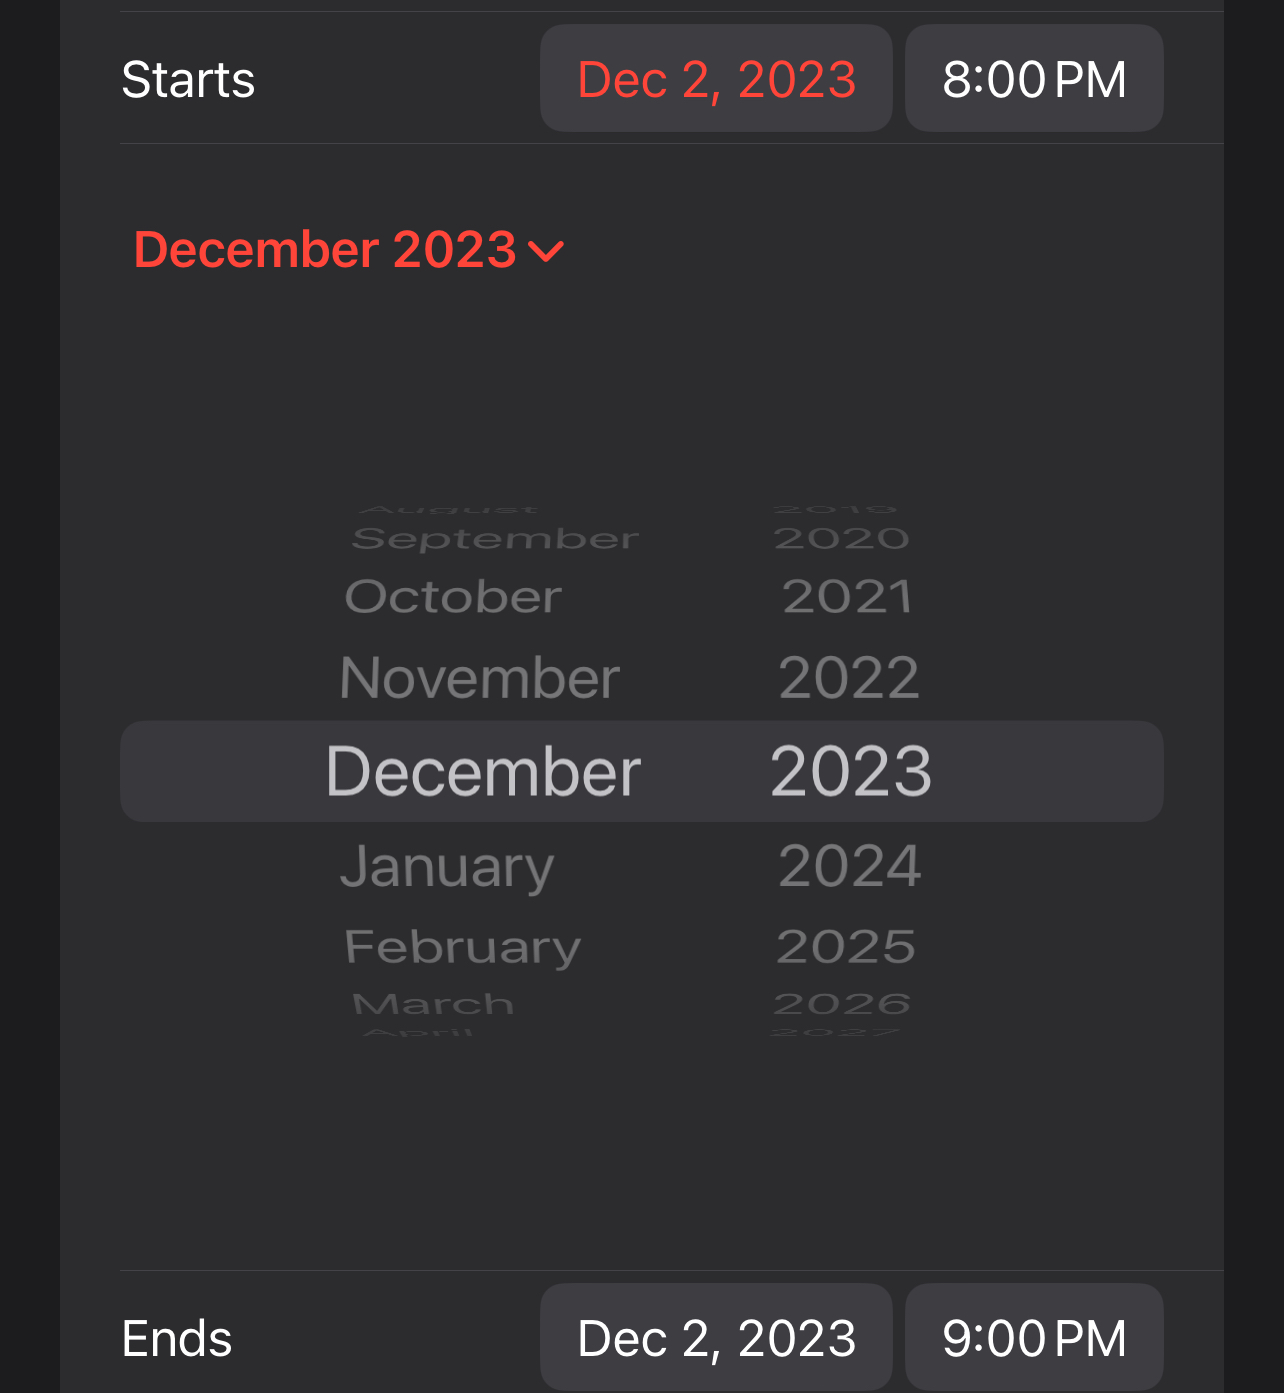 Starts Dec 2, 2023 8:00 PM
December 2023
August 2019
September 2020
October 2021
November 2022
December 2023
January 2024
February 2025
March 2026
April 2027
Ends Dec 2, 2023 9:00 PM